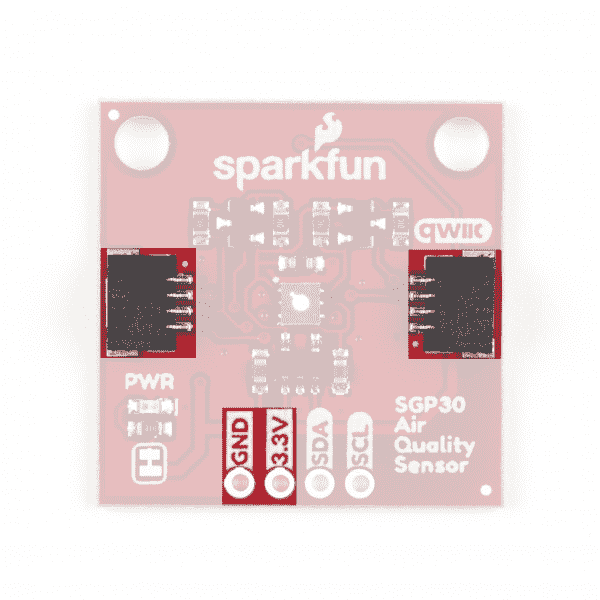 sparkfun
qwiic
PWR
GND
3.3V
SDA
SCL
SGP30
Air
Quality
Sensor